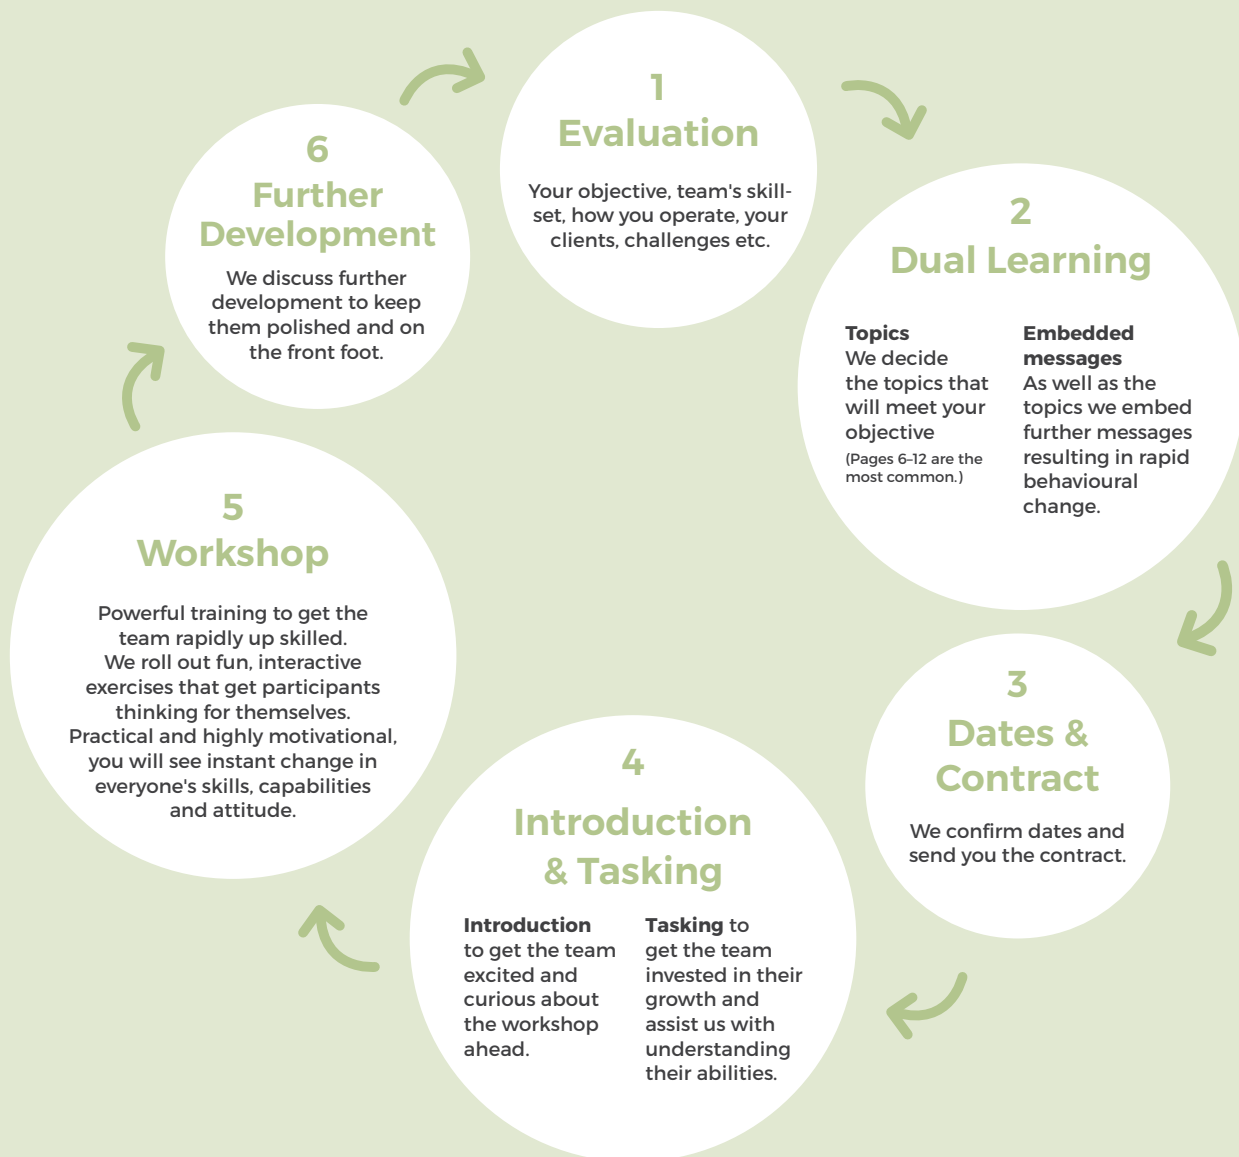 1
Evaluation
Your objective, team's skill-
set, how you operate, your
clients, challenges etc.
2
Dual Learning
Topics
We decide
the topics that
will meet your
objective
(Pages 6–12 are the
most common.)
Embedded
messages
As well as the
topics we embed
further messages
resulting in rapid
behavioural
change.
3
Dates &
Contract
We confirm dates and
send you the contract.
4
Introduction
& Tasking
Introduction
to get the team
excited and
curious about
the workshop
ahead.
Tasking to
get the team
invested in their
growth and
assist us with
understanding
their abilities.
5
Workshop
Powerful training to get the
team rapidly up skilled.
We roll out fun, interactive
exercises that get participants
thinking for themselves.
Practical and highly motivational,
you will see instant change in
everyone's skills, capabilities
and attitude.
6
Further
Development
We discuss further
development to keep
them polished and on
the front foot.